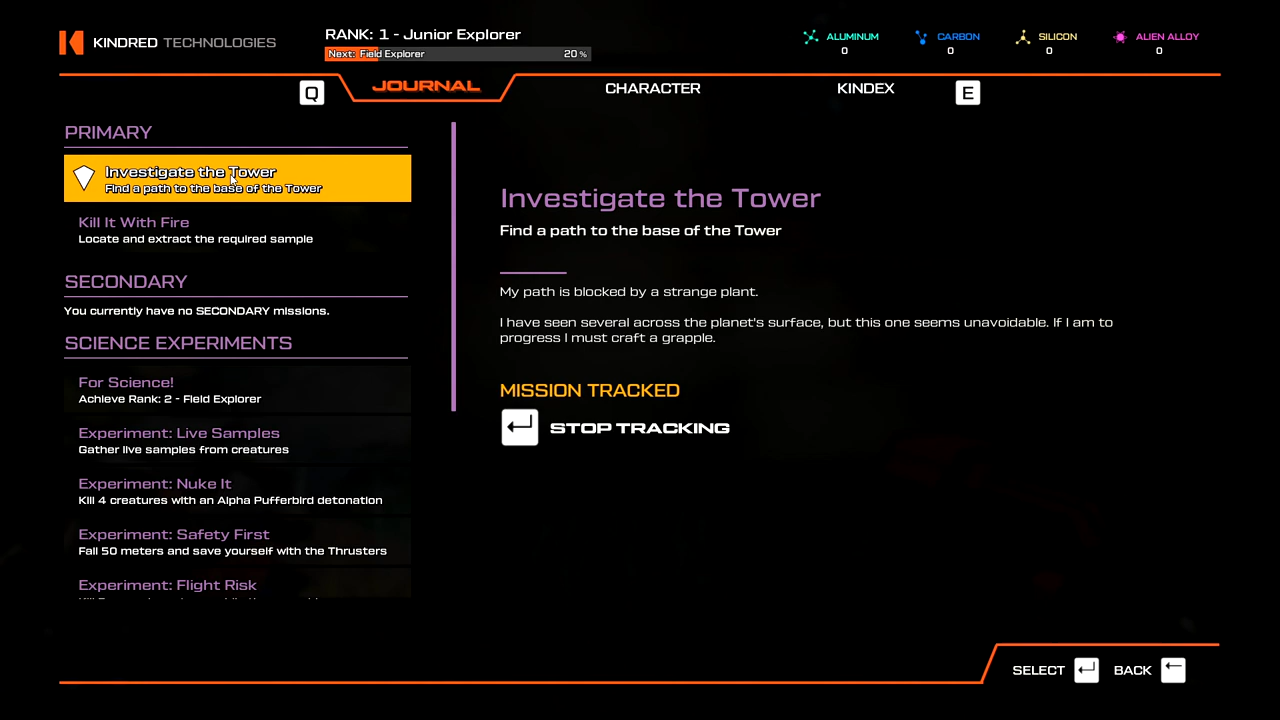 KINDRED TECHNOLOGIES
RANK: 1 - Junior Explorer
Next: Field Explorer 20 %
ALUMINUM
0
CARBON
0
SILICON
0
ALIEN ALLOY
0
Q
JOURNAL
CHARACTER
KINDEX
E
PRIMARY
Investigate the Tower
Find a path to the base of the Tower
Kill It With Fire
Locate and extract the required sample
SECONDARY
You currently have no SECONDARY missions.
SCIENCE EXPERIMENTS
For Science!
Achieve Rank: 2 - Field Explorer
Experiment: Live Samples
Gather live samples from creatures
Experiment: Nuke It
Kill 4 creatures with an Alpha Pufferbird detonation
Experiment: Safety First
Fall 50 meters and save yourself with the Thrusters
Experiment: Flight Risk
Investigate the Tower
Find a path to the base of the Tower
My path is blocked by a strange plant.
I have seen several across the planet's surface, but this one seems unavoidable. If I am to
progress I must craft a grapple.
MISSION TRACKED
STOP TRACKING
SELECT
BACK